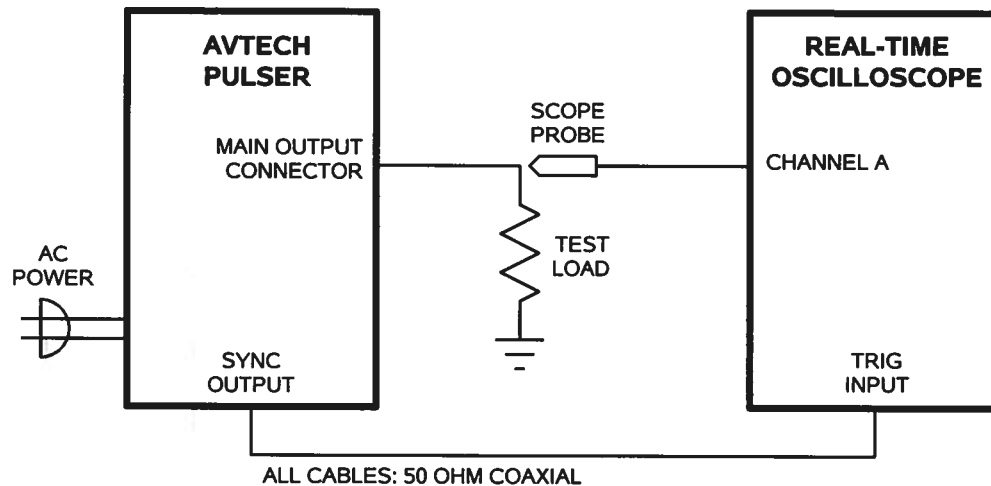 AVTECH
PULSER
REAL-TIME
OSCILLOSCOPE
SCOPE
PROBE
MAIN OUTPUT
CONNECTOR
CHANNEL A
TEST
LOAD
AC
POWER
SYNC
OUTPUT
TRIG
INPUT
ALL CABLES: 50 OHM COAXIAL